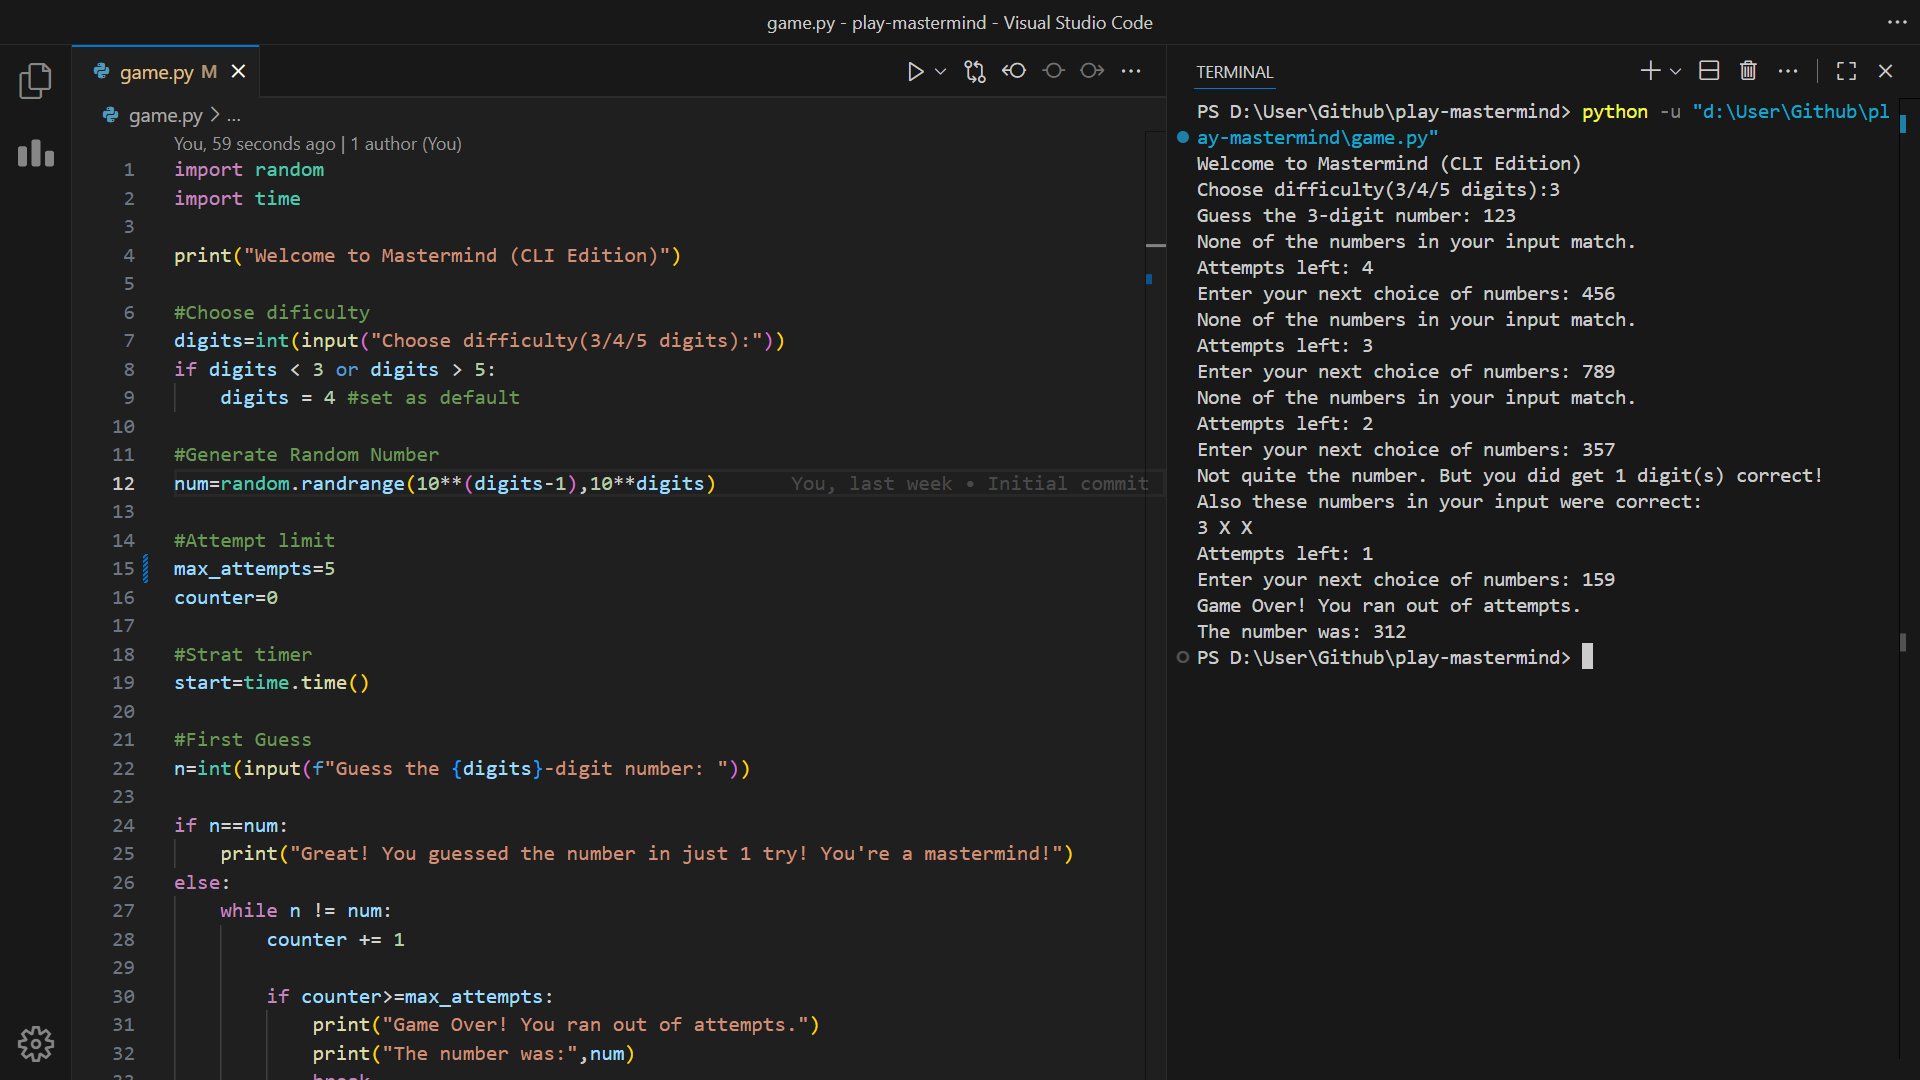 game.py - play-mastermind - Visual Studio Code
game.py M
game.py > ...
You, 59 seconds ago | 1 author (You)
1 import random
2 import time
3
4 print("Welcome to Mastermind (CLI Edition)")
5
6 #Choose dificulty
7 digits=int(input("Choose difficulty(3/4/5 digits):"))
8 if digits < 3 or digits > 5:
9     digits = 4 #set as default
10
11 #Generate Random Number
12 num=random.randrange(10**(digits-1),10**digits) You, last week • Initial commit
13
14 #Attempt limit
15 max_attempts=5
16 counter=0
17
18 #Strat timer
19 start=time.time()
20
21 #First Guess
22 n=int(input(f"Guess the {digits}-digit number: "))
23
24 if n==num:
25     print("Great! You guessed the number in just 1 try! You're a mastermind!")
26 else:
27     while n != num:
28         counter += 1
29
30         if counter>=max_attempts:
31             print("Game Over! You ran out of attempts.")
32             print("The number was:",num)
TERMINAL
PS D:\User\Github\play-mastermind> python -u "d:\User\Github\pl
ay-mastermind\game.py"
Welcome to Mastermind (CLI Edition)
Choose difficulty(3/4/5 digits):3
Guess the 3-digit number: 123
None of the numbers in your input match.
Attempts left: 4
Enter your next choice of numbers: 456
None of the numbers in your input match.
Attempts left: 3
Enter your next choice of numbers: 789
None of the numbers in your input match.
Attempts left: 2
Enter your next choice of numbers: 357
Not quite the number. But you did get 1 digit(s) correct!
Also these numbers in your input were correct:
3 X X
Attempts left: 1
Enter your next choice of numbers: 159
Game Over! You ran out of attempts.
The number was: 312
PS D:\User\Github\play-mastermind>